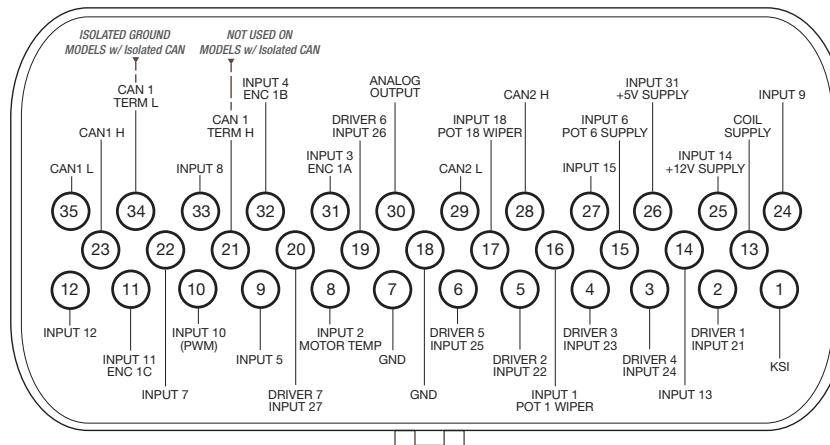 ISOLATED GROUND
MODELS w/ Isolated CAN
NOT USED ON
MODELS w/ Isolated CAN
CAN1 L
CAN1 H
CAN 1
TERM L
INPUT 8
CAN 1
TERM H
INPUT 4
ENC 1B
INPUT 3
ENC 1A
DRIVER 6
INPUT 26
ANALOG
OUTPUT
CAN2 L
INPUT 18
POT 18 WIPER
CAN2 H
INPUT 15
INPUT 6
POT 6 SUPPLY
INPUT 31
+5V SUPPLY
INPUT 14
+12V SUPPLY
COIL
SUPPLY
INPUT 9
35 34 33 32 31 30 29 28 27 26 25 24
23 22 21 20 19 18 17 16 15 14 13
12 11 10 9 8 7 6 5 4 3 2 1
INPUT 12
INPUT 11
ENC 1C
INPUT 7
INPUT 10
(PWM)
INPUT 5
DRIVER 7
INPUT 27
INPUT 2
MOTOR TEMP
GND
GND
DRIVER 5
INPUT 25
DRIVER 2
INPUT 22
INPUT 1
POT 1 WIPER
DRIVER 3
INPUT 23
DRIVER 4
INPUT 24
INPUT 13
DRIVER 1
INPUT 21
KSI